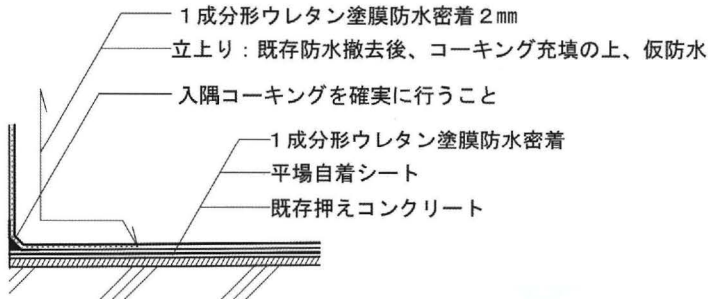 1成分形ウレタン塗膜防水密着2㎜
立上り：既存防水撤去後、コーキング充填の上、仮防水
入隅コーキングを確実に行うこと
1成分形ウレタン塗膜防水密着
平場自着シート
既存押えコンクリート